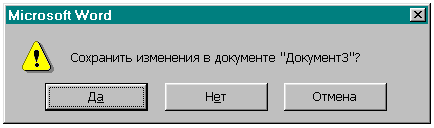 Microsoft Word
Сохранить изменения в документе "Документ3"?
Да
Нет
Отмена